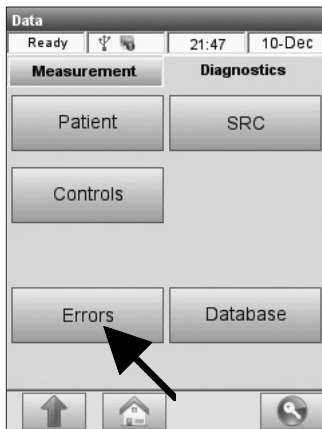 Data
Ready 21:47 10-Dec
Measurement Diagnostics
Patient SRC
Controls
Errors Database